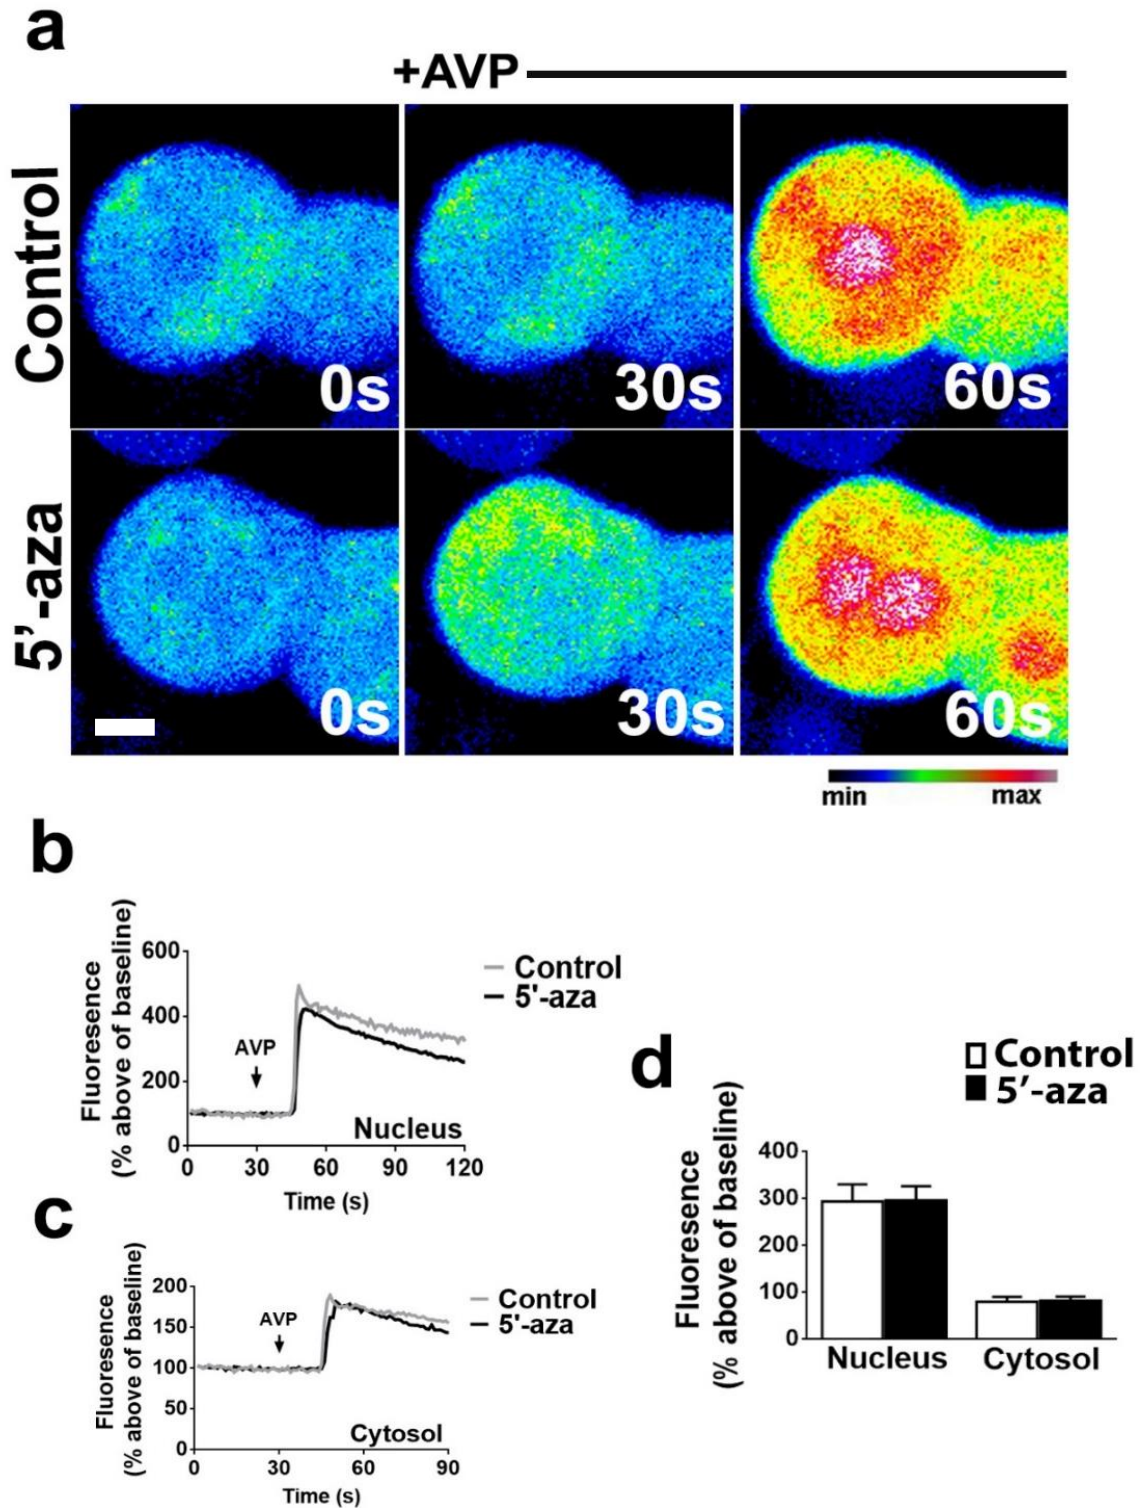 a
+AVP
Control
0s
30s
60s
5’-aza
0s
30s
60s
min max
b
Fluoresence
(% above of baseline)
600
400
200
0
AVP
Nucleus
0 30 60 90 120
Time (s)
Control
5'-aza
c
Fluoresence
(% above of baseline)
200
150
100
50
0
AVP
Cytosol
0 30 60 90
Time (s)
Control
5'-aza
d
Control
5’-aza
Fluoresence
(% above of baseline)
400
300
200
100
0
Nucleus Cytosol